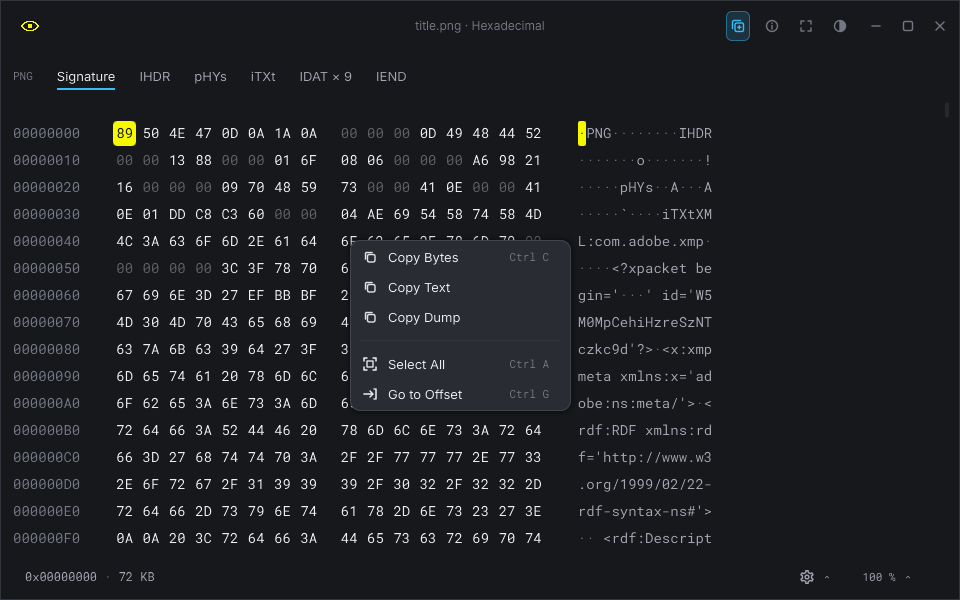 title.png · Hexadecimal
PNG Signature IHDR pHYs iTXt IDAT × 9 IEND
00000000 89 50 4E 47 0D 0A 1A 0A 00 00 00 0D 49 48 44 52 ·PNG········IHDR
00000010 00 00 13 88 00 00 01 6F 08 06 00 00 00 A6 98 21 ·······o·······!
00000020 16 00 00 00 09 70 48 59 73 00 00 41 0E 00 00 41 ·····pHYs··A···A
00000030 0E 01 DD C8 C3 60 00 00 04 AE 69 54 58 74 58 4D ·····`····iTXtXM
00000040 4C 3A 63 6F 6D 2E 61 64 6F 62 65 2E 78 6D 70 00 L:com.adobe.xmp·
00000050 00 00 00 00 3C 3F 78 70 6 ····<?xpacket be
00000060 67 69 6E 3D 27 EF BB BF 2 gin='···' id='W5
00000070 4D 30 4D 70 43 65 68 69 4 M0MpCehiHzreSzNT
00000080 63 7A 6B 63 39 64 27 3F 3 czkc9d'?>·<x:xmp
00000090 6D 65 74 61 20 78 6D 6C 6 meta xmlns:x='ad
000000A0 6F 62 65 3A 6E 73 3A 6D 6 obe:ns:meta/'>·<
000000B0 72 64 66 3A 52 44 46 20 78 6D 6C 6E 73 3A 72 64 rdf:RDF xmlns:rd
000000C0 66 3D 27 68 74 74 70 3A 2F 2F 77 77 77 2E 77 33 f='http://www.w3
000000D0 2E 6F 72 67 2F 31 39 39 39 2F 30 32 2F 32 32 2D .org/1999/02/22-
000000E0 72 64 66 2D 73 79 6E 74 61 78 2D 6E 73 23 27 3E rdf-syntax-ns#'>
000000F0 0A 0A 20 3C 72 64 66 3A 44 65 73 63 72 69 70 74 ·· <rdf:Descript
Copy Bytes Ctrl C
Copy Text
Copy Dump
Select All Ctrl A
Go to Offset Ctrl G
0x00000000 · 72 KB
100 %